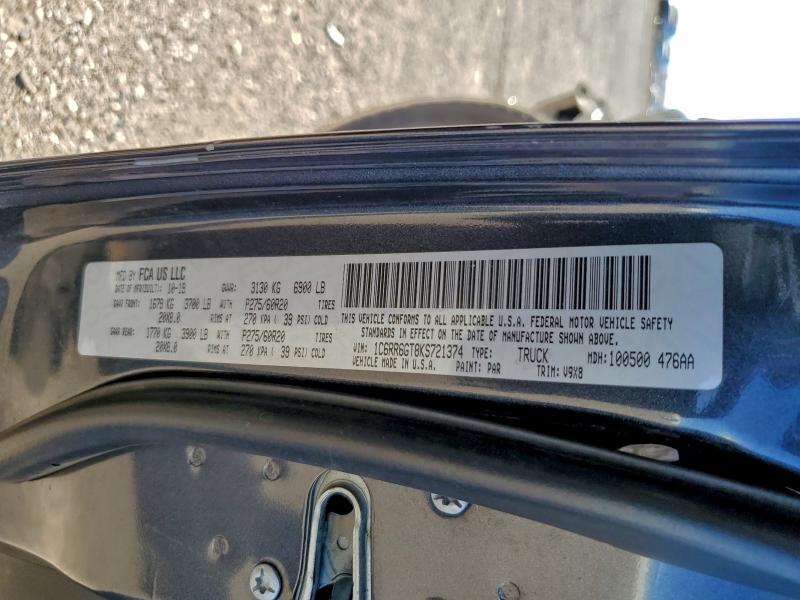 MFD BY FCA US LLC
DATE OF MFR(BUILT): 10-19 GVWR: 3130 KG 6900 LB
GAWR FRONT: 1679 KG 3700 LB WITH P275/60R20 TIRES
20X8.0 RIMS AT 270 KPA ( 39 PSI) COLD
GAWR REAR: 1770 KG 3900 LB WITH P275/60R20 TIRES
20X8.0 RIMS AT 270 KPA ( 39 PSI) COLD
THIS VEHICLE CONFORMS TO ALL APPLICABLE U.S.A. FEDERAL MOTOR VEHICLE SAFETY
STANDARDS IN EFFECT ON THE DATE OF MANUFACTURE SHOWN ABOVE.
VIN: 1C6RR6GT8KS721374 TYPE: TRUCK MDH:100500 476AA
VEHICLE MADE IN U.S.A. PAINT: PAR TRIM: V9X8